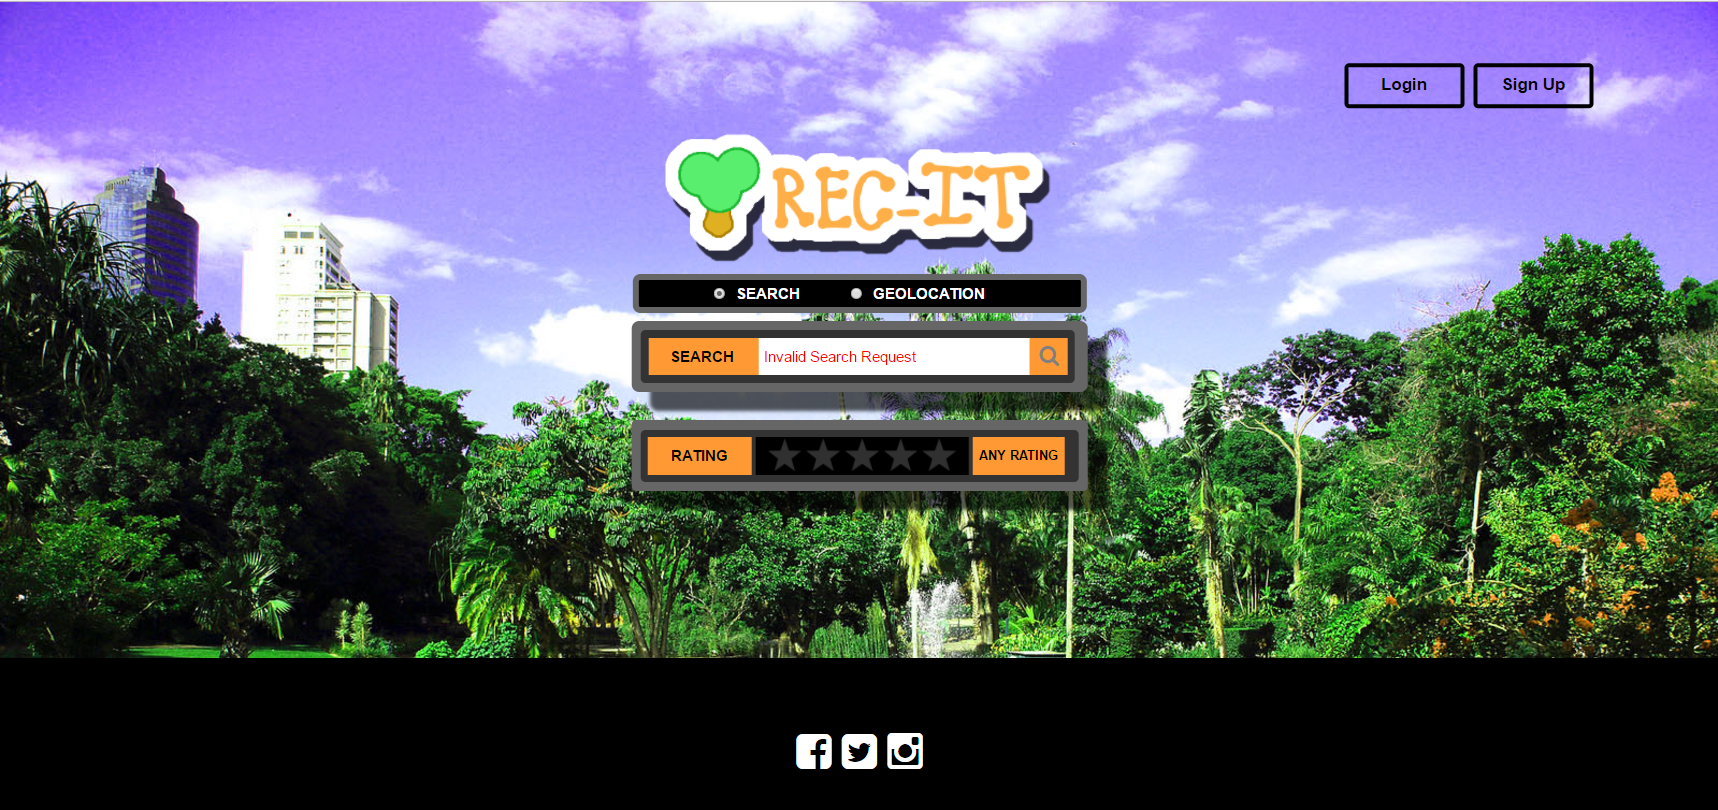 Login Sign Up
REC-IT
SEARCH GEOLOCATION
SEARCH Invalid Search Request
RATING ANY RATING